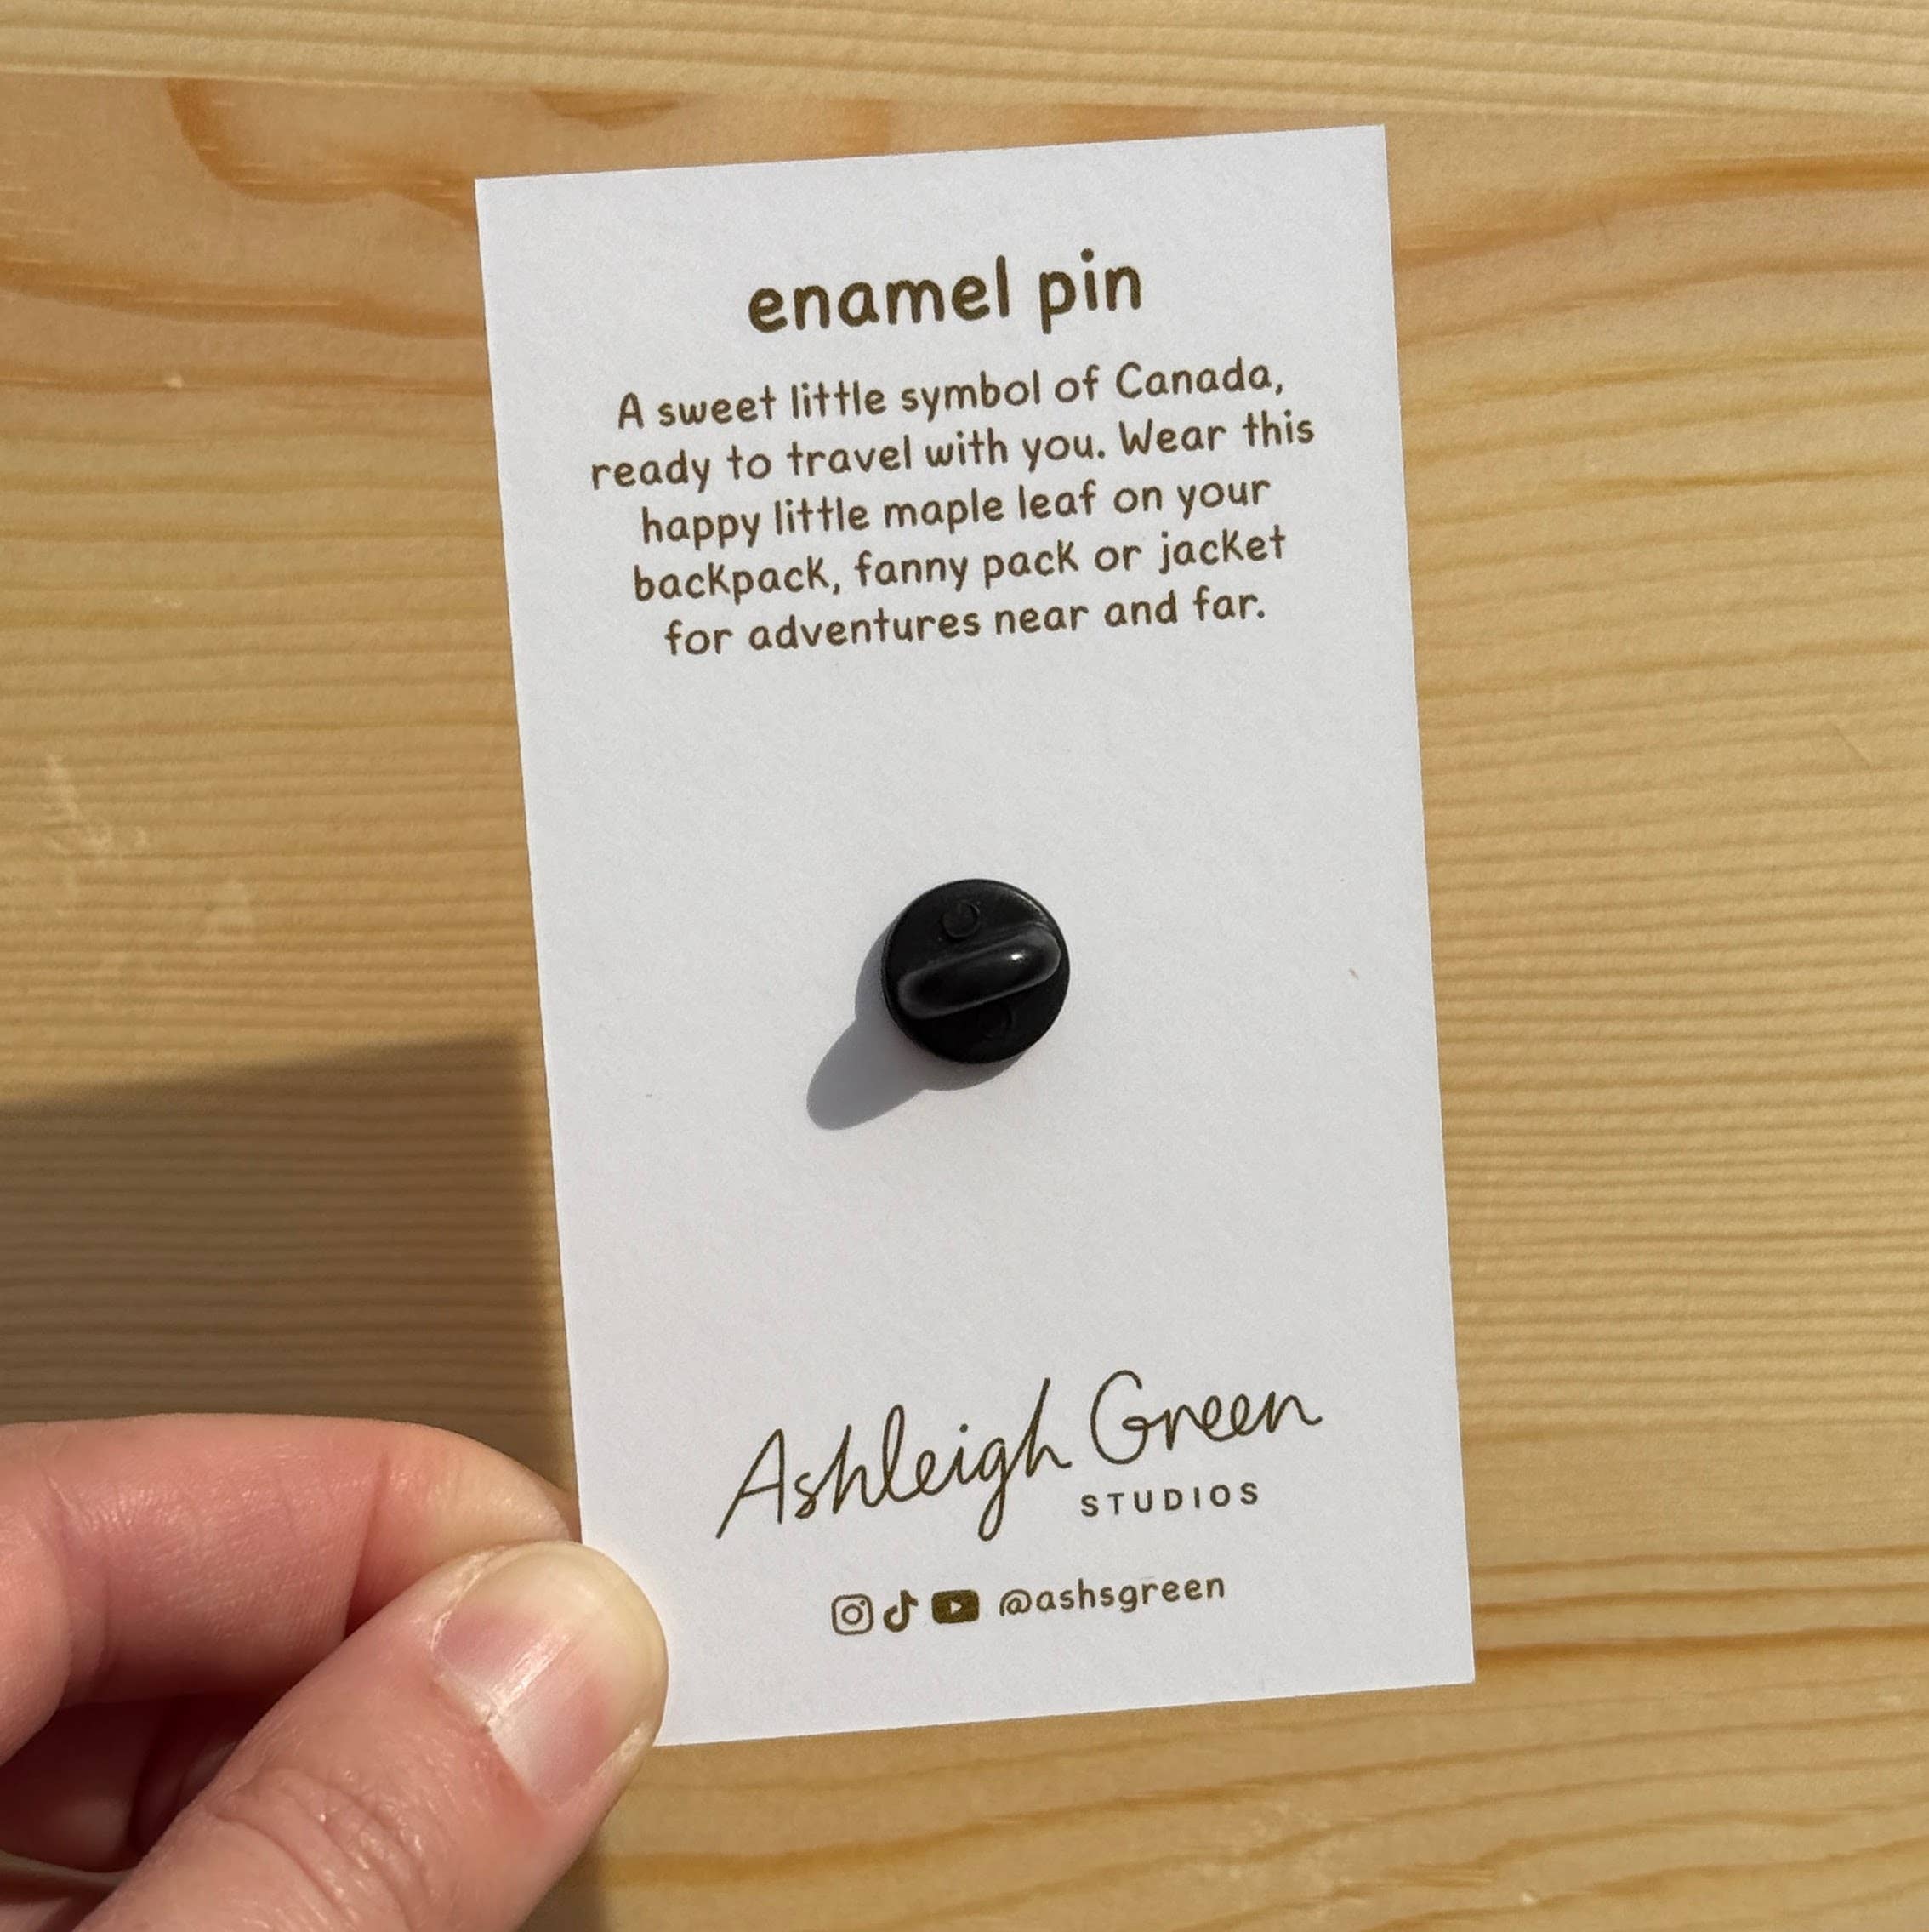 enamel pin
A sweet little symbol of Canada,
ready to travel with you. Wear this
happy little maple leaf on your
backpack, fanny pack or jacket
for adventures near and far.
Ashleigh Green
STUDIOS
@ashsgreen